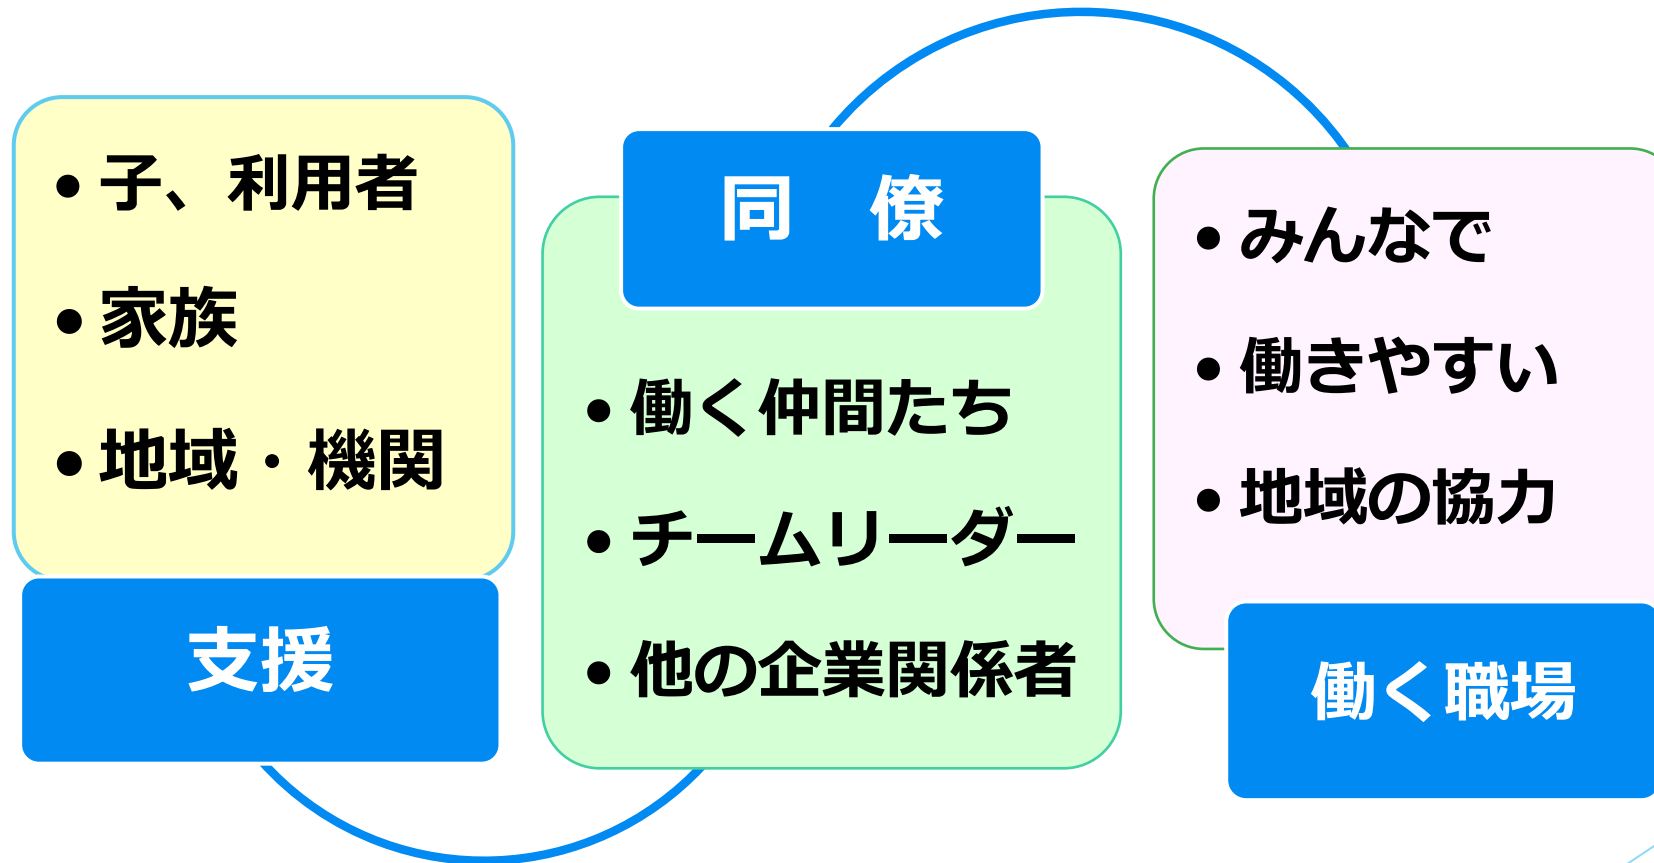 • 子、利用者
• 家族
• 地域・機関
支援
同　僚
• 働く仲間たち
• チームリーダー
• 他の企業関係者
• みんなで
• 働きやすい
• 地域の協力
働く職場